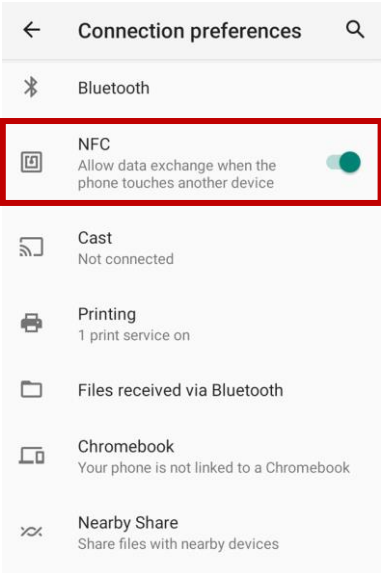 Connection preferences
Bluetooth
NFC
Allow data exchange when the
phone touches another device
Cast
Not connected
Printing
1 print service on
Files received via Bluetooth
Chromebook
Your phone is not linked to a Chromebook
Nearby Share
Share files with nearby devices